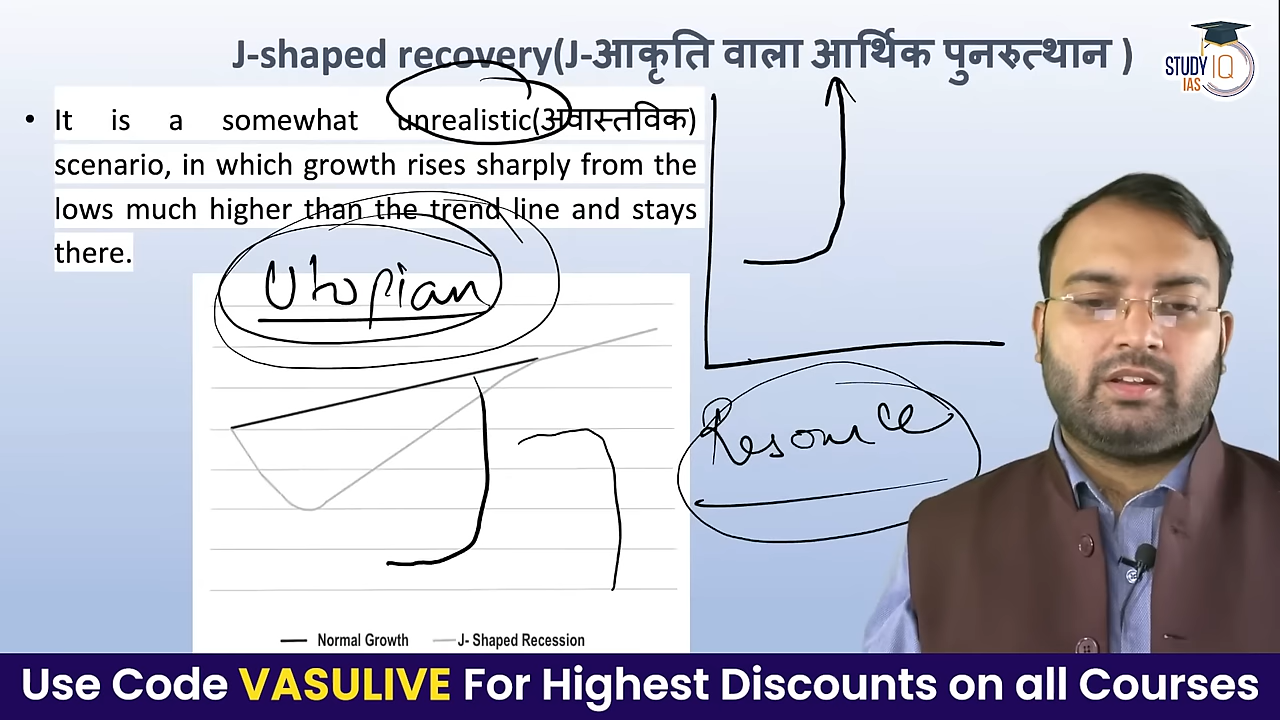 J-shaped recovery(J-आकृति वाला आर्थिक पुनरुत्थान )
STUDY IQ
IAS
• It is a somewhat unrealistic(अवास्तविक)
scenario, in which growth rises sharply from the
lows much higher than the trend line and stays
there.
Utopian
Resource
Normal Growth J- Shaped Recession
Use Code VASULIVE For Highest Discounts on all Courses